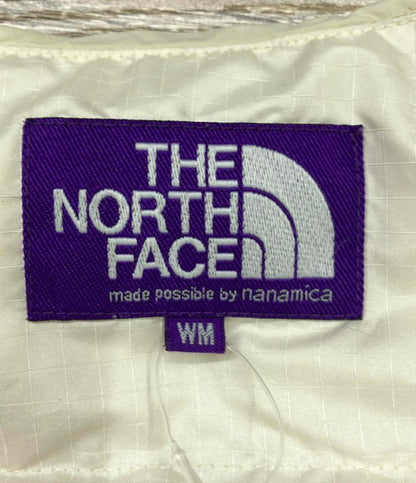 THE
NORTH
FACE
made possible by nanamica
WM